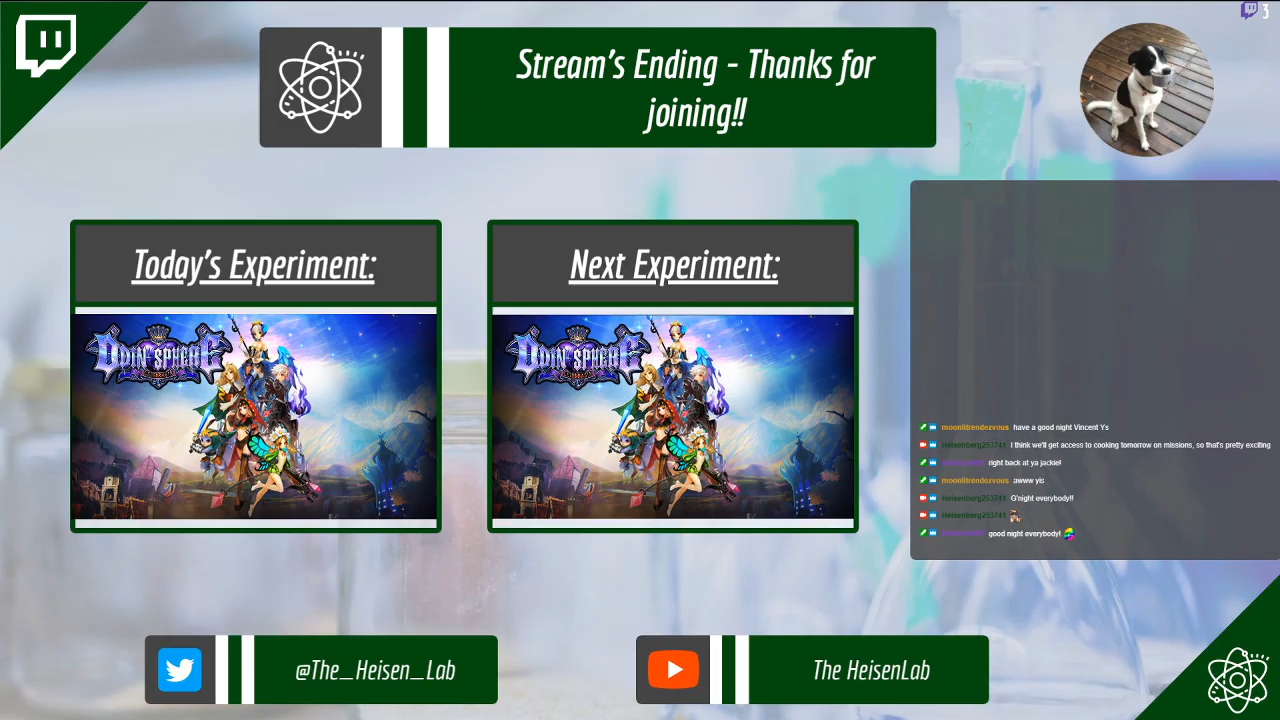 3
Stream's Ending - Thanks for
joining!!
Today's Experiment:
Next Experiment:
ODIN SPHERE
ODIN SPHERE
moonlitrendezvous have a good night Vincent Ys
Heisenberg253741 I think we'll get access to cooking tomorrow on missions, so that's pretty exciting
right back at ya jackie!
moonlitrendezvous awww yis
Heisenberg253741 G'night everybody!!
Heisenberg253741
good night everybody!
@The_Heisen_Lab
The HeisenLab